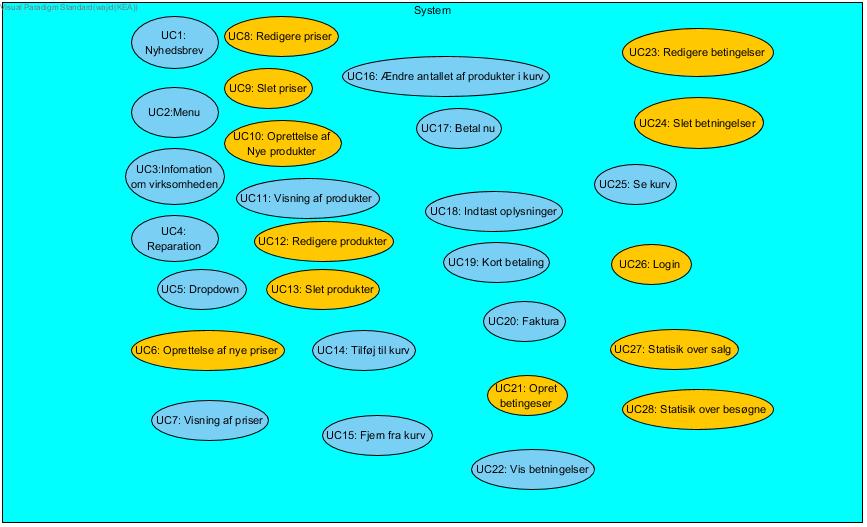 Visual Paradigm Standard(wajd(KEA))
System
UC1:
Nyhedsbrev
UC2:Menu
UC3:Infomation
om virksomheden
UC4:
Reparation
UC5: Dropdown
UC6: Oprettelse af nye priser
UC7: Visning af priser
UC8: Redigere priser
UC9: Slet priser
UC10: Oprettelse af
Nye produkter
UC11: Visning af produkter
UC12: Redigere produkter
UC13: Slet produkter
UC14: Tilføj til kurv
UC15: Fjern fra kurv
UC16: Ændre antallet af produkter i kurv
UC17: Betal nu
UC18: Indtast oplysninger
UC19: Kort betaling
UC20: Faktura
UC21: Opret
betingeser
UC22: Vis betningelser
UC23: Redigere betingelser
UC24: Slet betningelser
UC25: Se kurv
UC26: Login
UC27: Statisik over salg
UC28: Statisik over besøgne